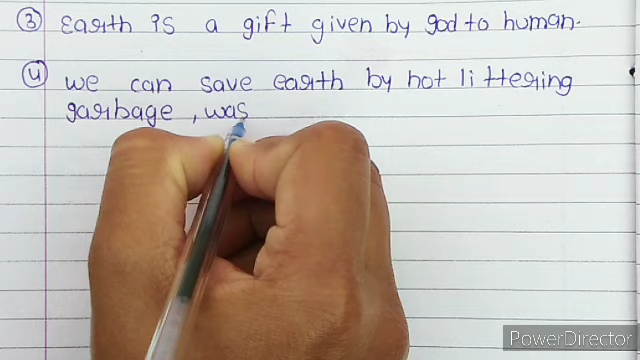 ③ Earth is a gift given by god to human.
④ we can save earth by not littering
garbage , was
PowerDirector